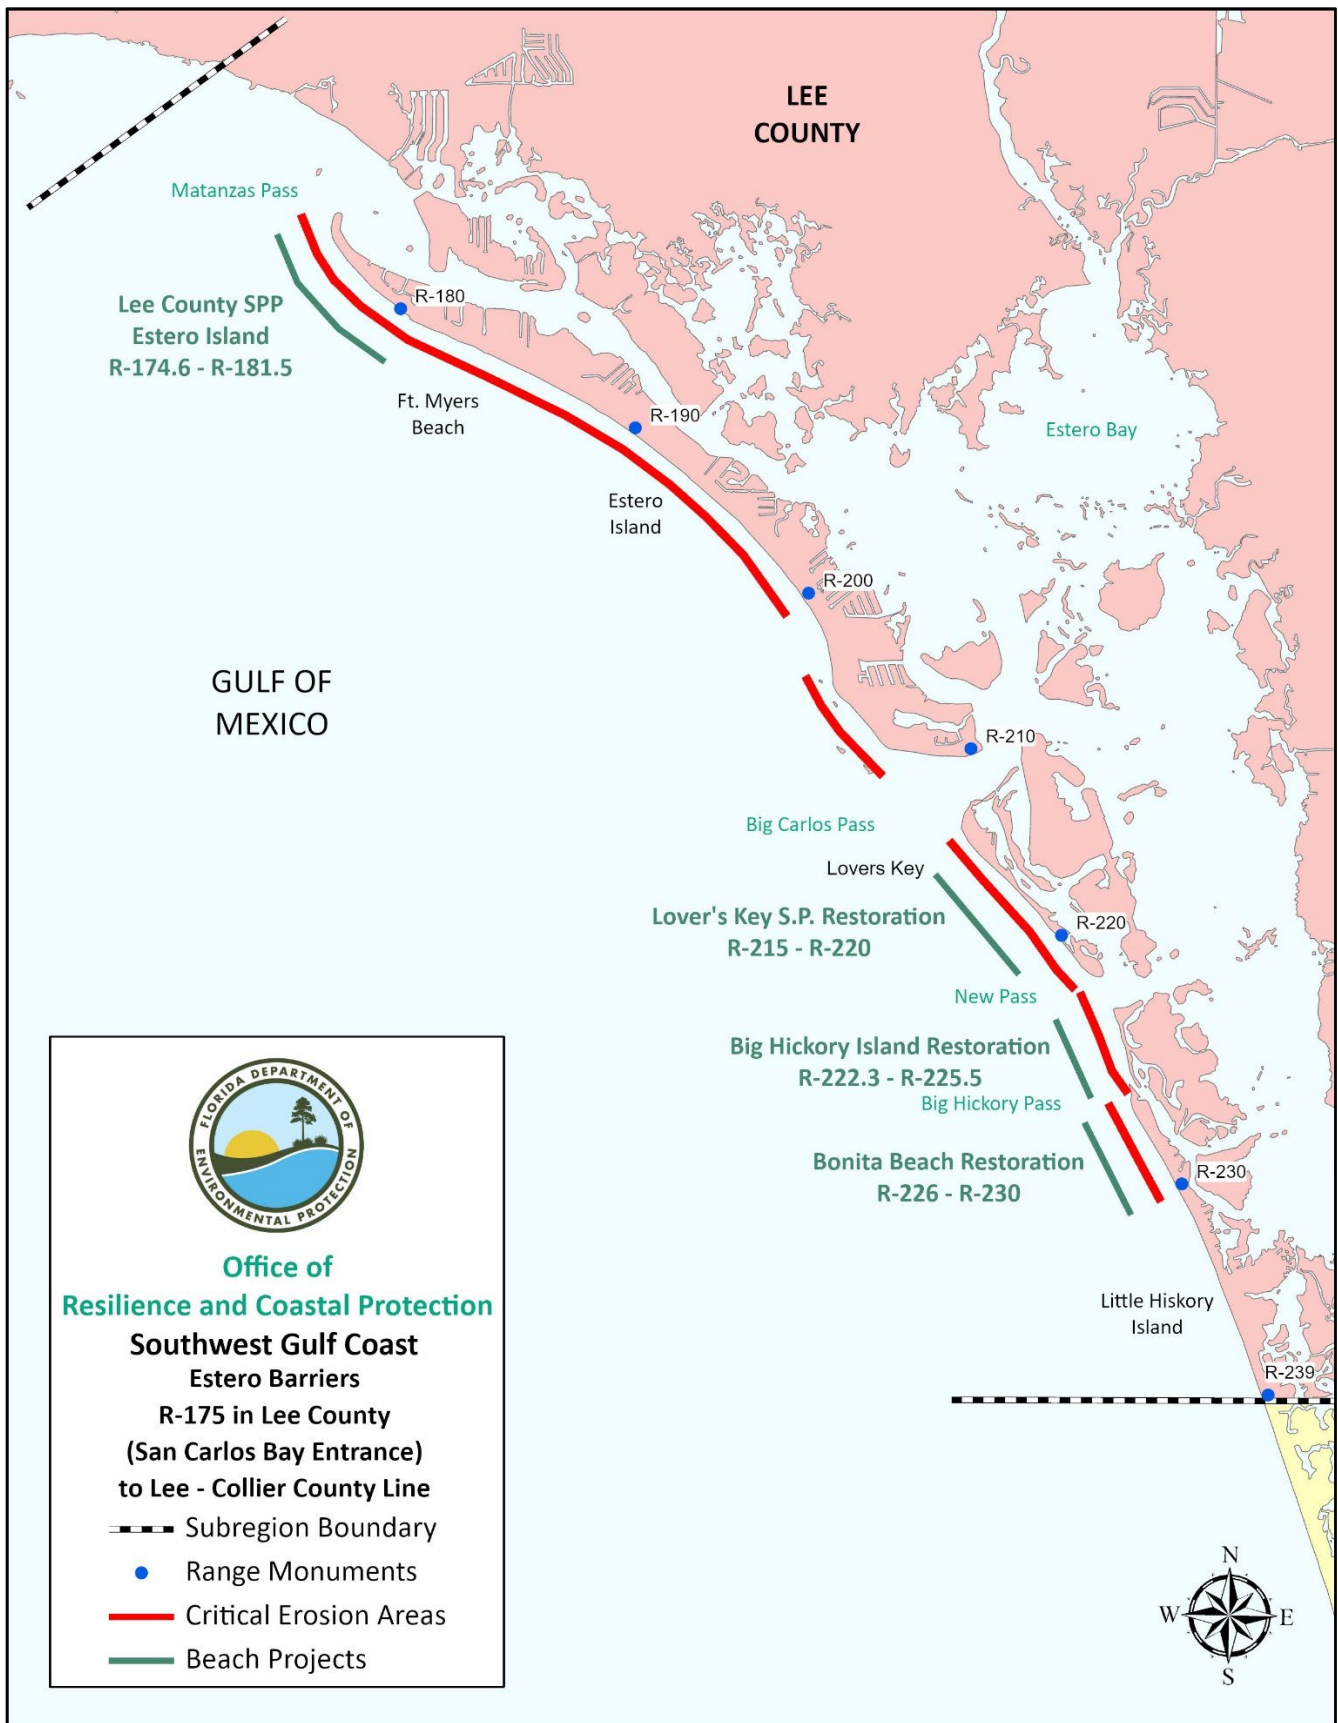 LEE
COUNTY
Matanzas Pass
R-180
Lee County SPP
Estero Island
R-174.6 - R-181.5
Ft. Myers
Beach
R-190
Estero Bay
Estero
Island
R-200
GULF OF
MEXICO
R-210
Big Carlos Pass
Lovers Key
Lover's Key S.P. Restoration
R-215 - R-220
R-220
New Pass
Big Hickory Island Restoration
R-222.3 - R-225.5
Big Hickory Pass
Bonita Beach Restoration
R-226 - R-230
R-230
Little Hiskory
Island
R-239
FLORIDA DEPARTMENT OF
ENVIRONMENTAL PROTECTION
Office of
Resilience and Coastal Protection
Southwest Gulf Coast
Estero Barriers
R-175 in Lee County
(San Carlos Bay Entrance)
to Lee - Collier County Line
Subregion Boundary
Range Monuments
Critical Erosion Areas
Beach Projects
N
W
E
S